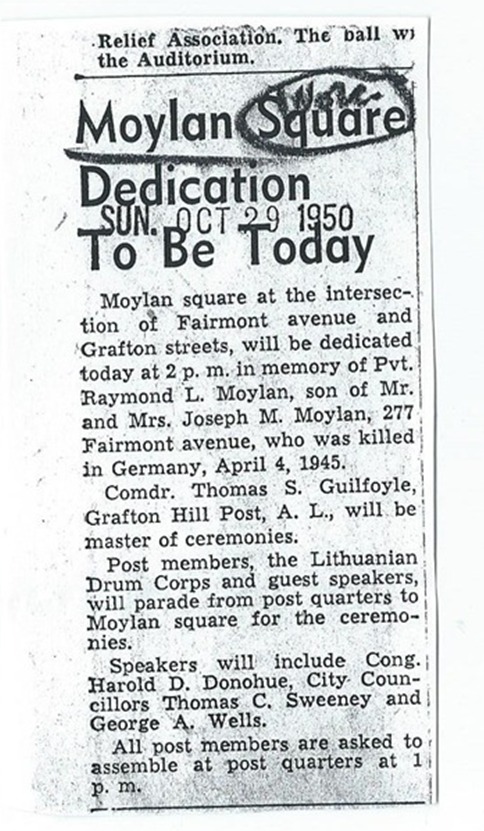 Relief Association. The ball wi
the Auditorium.
Moylan Square
Dedication
SUN. OCT 29 1950
To Be Today
Moylan square at the intersec-
tion of Fairmont avenue and
Grafton streets, will be dedicated
today at 2 p. m. in memory of Pvt.
Raymond L. Moylan, son of Mr.
and Mrs. Joseph M. Moylan, 277
Fairmont avenue, who was killed
in Germany, April 4, 1945.
Comdr. Thomas S. Guilfoyle,
Grafton Hill Post, A. L., will be
master of ceremonies.
Post members, the Lithuanian
Drum Corps and guest speakers,
will parade from post quarters to
Moylan square for the ceremo-
nies.
Speakers will include Cong.
Harold D. Donohue, City Coun-
cillors Thomas C. Sweeney and
George A. Wells.
All post members are asked to
assemble at post quarters at 1
p. m.